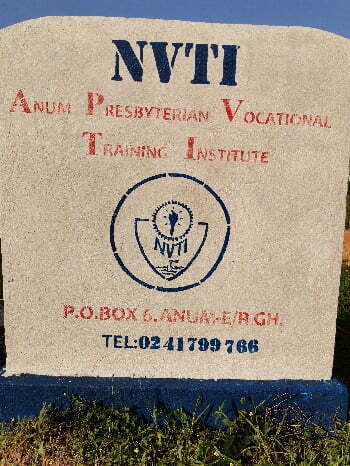 NVTI
ANUM PRESBYTERIAN VOCATIONAL
TRAINING INSTITUTE
NVTI
P.O.BOX 6, ANUM-E/R GH.
TEL:0241799766